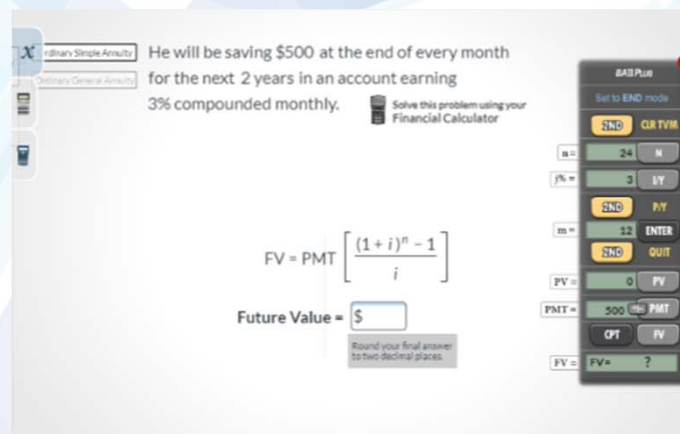 x
Ordinary Simple Annuity
Ordinary General Annuity
He will be saving $500 at the end of every month
for the next 2 years in an account earning
3% compounded monthly.
Solve this problem using your
Financial Calculator
FV = PMT [ (1 + i)ⁿ - 1 / i ]
Future Value = $
Round your final answer
to two decimal places.
BAII PLUS
Set to END mode
2ND CLR TVM
n = 24 N
j% = 3 I/Y
2ND P/Y
m = 12 ENTER
2ND QUIT
PV = 0 PV
PMT = 500 +/- PMT
CPT FV
FV = FV= ?